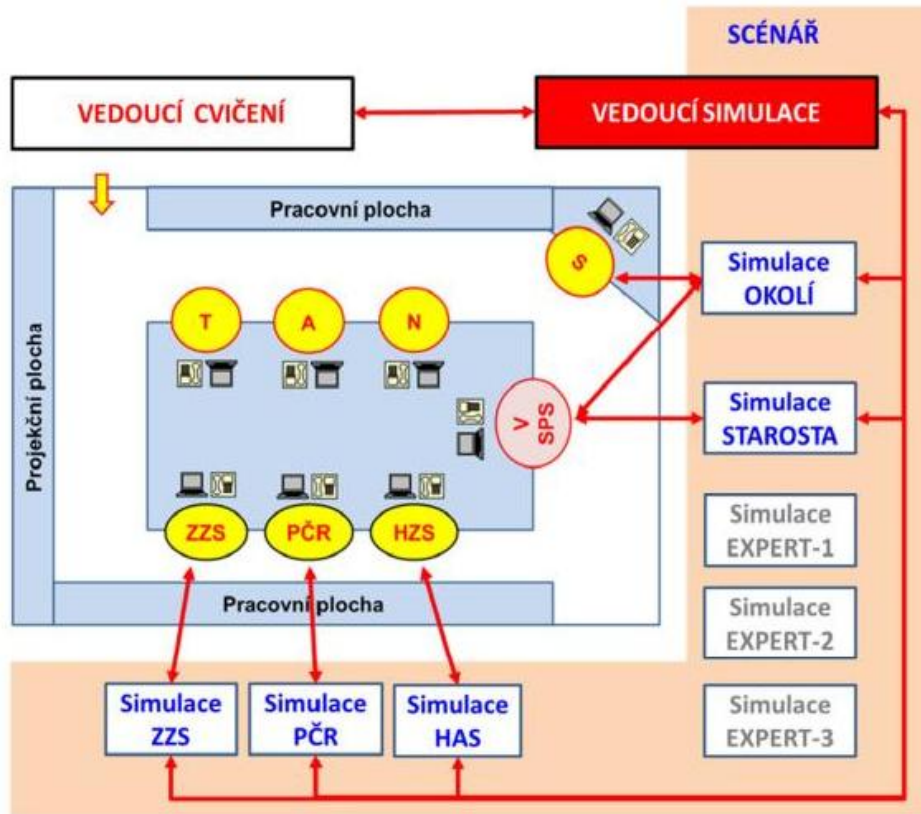 SCÉNÁŘ
VEDOUCÍ CVIČENÍ
VEDOUCÍ SIMULACE
Pracovní plocha
Projekční plocha
S
T
A
N
V
SPS
ZZS
PČR
HZS
Pracovní plocha
Simulace
OKOLÍ
Simulace
STAROSTA
Simulace
EXPERT-1
Simulace
EXPERT-2
Simulace
EXPERT-3
Simulace
ZZS
Simulace
PČR
Simulace
HAS